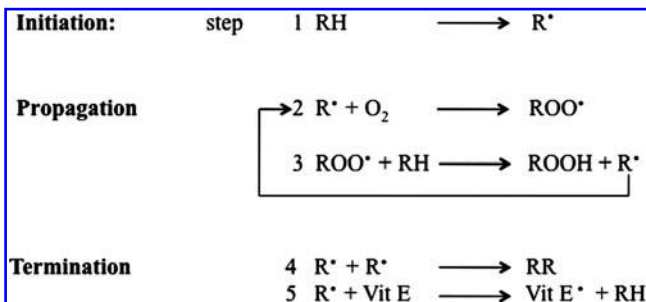 Initiation: step 1 RH ⟶ R•
Propagation 2 R• + O₂ ⟶ ROO•
3 ROO• + RH ⟶ ROOH + R•
Termination 4 R• + R• ⟶ RR
5 R• + Vit E ⟶ Vit E• + RH